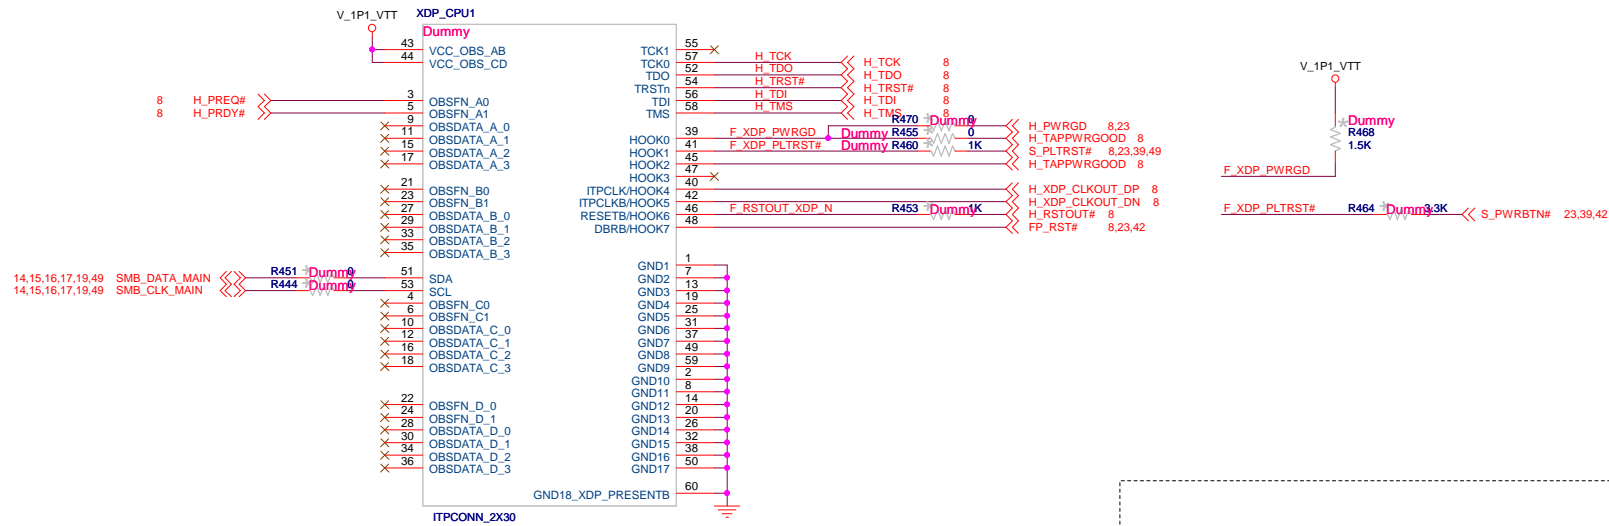 V_1P1_VTT
XDP_CPU1
Dummy
43 VCC_OBS_AB
44 VCC_OBS_CD
8 H_PREQ# 3 OBSFN_A0
8 H_PRDY# 5 OBSFN_A1
9 OBSDATA_A_0
11 OBSDATA_A_1
15 OBSDATA_A_2
17 OBSDATA_A_3
21 OBSFN_B0
23 OBSFN_B1
27 OBSDATA_B_0
29 OBSDATA_B_1
33 OBSDATA_B_2
35 OBSDATA_B_3
14,15,16,17,19,49 SMB_DATA_MAIN R451 Dummy 0 51 SDA
14,15,16,17,19,49 SMB_CLK_MAIN R444 Dummy 0 53 SCL
4 OBSFN_C0
6 OBSFN_C1
10 OBSDATA_C_0
12 OBSDATA_C_1
16 OBSDATA_C_2
18 OBSDATA_C_3
22 OBSFN_D_0
24 OBSFN_D_1
28 OBSDATA_D_0
30 OBSDATA_D_1
34 OBSDATA_D_2
36 OBSDATA_D_3
TCK1 55
TCK0 57 H_TCK H_TCK 8
TDO 52 H_TDO H_TDO 8
TRSTn 54 H_TRST# H_TRST# 8
TDI 56 H_TDI H_TDI 8
TMS 58 H_TMS H_TMS 8
R470 Dummy 0 H_PWRGD 8,23
HOOK0 39 F_XDP_PWRGD Dummy R455 0 H_TAPPWRGOOD 8
HOOK1 41 F_XDP_PLTRST# Dummy R460 1K S_PLTRST# 8,23,39,49
HOOK2 45 H_TAPPWRGOOD 8
HOOK3 47
ITPCLK/HOOK4 40 H_XDP_CLKOUT_DP 8
ITPCLKB/HOOK5 42 H_XDP_CLKOUT_DN 8
RESETB/HOOK6 46 F_RSTOUT_XDP_N R453 Dummy 1K H_RSTOUT# 8
DBRB/HOOK7 48 FP_RST# 8,23,42
GND1 1
GND2 7
GND3 13
GND4 19
GND5 25
GND6 31
GND7 37
GND8 49
GND9 59
GND10 2
GND11 8
GND12 14
GND13 20
GND14 26
GND15 32
GND16 38
GND17 50
GND18_XDP_PRESENTB 60
ITPCONN_2X30
V_1P1_VTT
Dummy
R468
1.5K
F_XDP_PWRGD
F_XDP_PLTRST# R464 Dummy 3.3K S_PWRBTN# 23,39,42